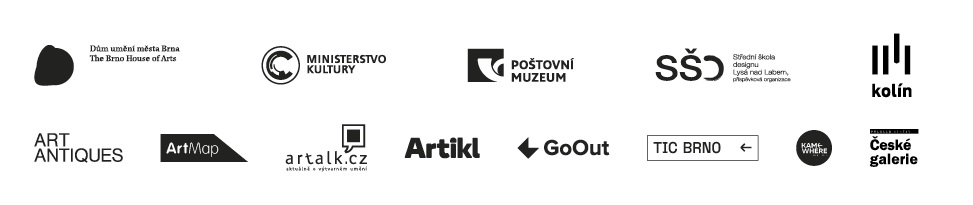 Dům umění města Brna
The Brno House of Arts
MINISTERSTVO
KULTURY
POŠTOVNÍ
MUZEUM
SŠD
Střední škola
designu
Lysá nad Labem,
příspěvková organizace
kolín
ART
ANTIQUES
ArtMap
artalk.cz
aktuálně o výtvarném umění
Artikl
GoOut
TIC BRNO ←
KAM
WHERE
České
galerie